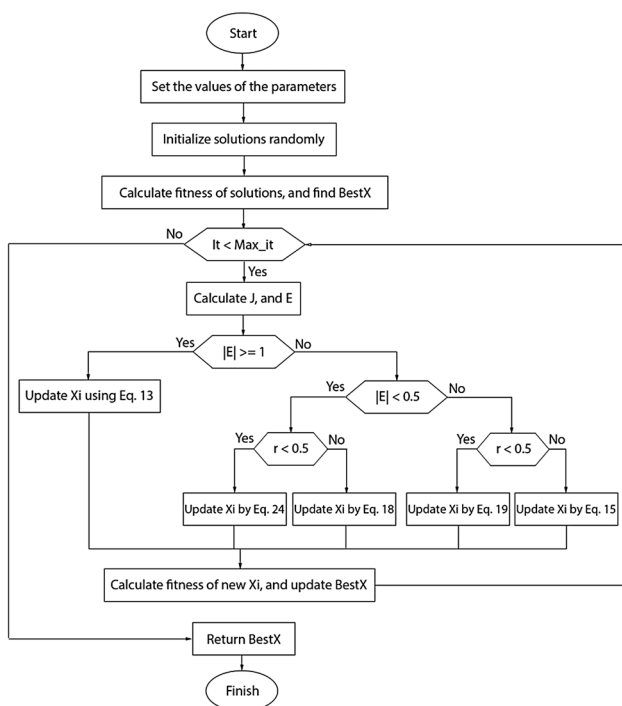 Start
Set the values of the parameters
Initialize solutions randomly
Calculate fitness of solutions, and find BestX
No
It < Max_it
Yes
Calculate J, and E
Yes
|E| >= 1
No
Update Xi using Eq. 13
Yes
|E| < 0.5
No
Yes
r < 0.5
No
Yes
r < 0.5
No
Update Xi by Eq. 24
Update Xi by Eq. 18
Update Xi by Eq. 19
Update Xi by Eq. 15
Calculate fitness of new Xi, and update BestX
Return BestX
Finish